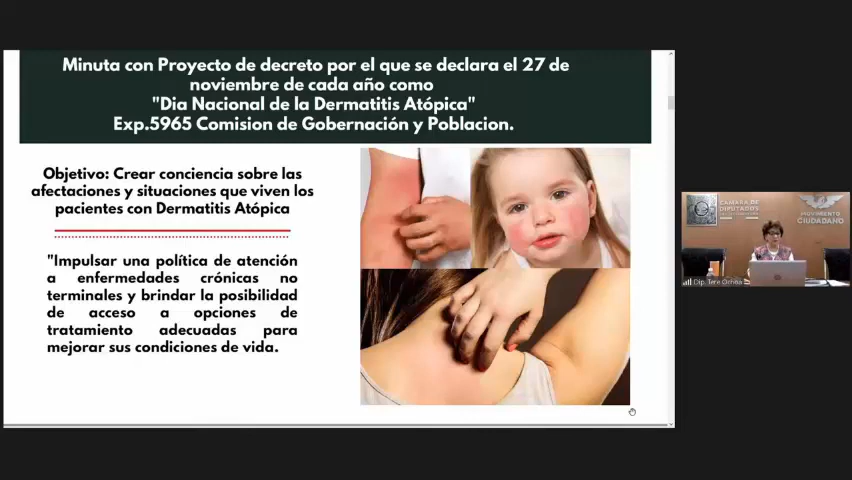 Minuta con Proyecto de decreto por el que se declara el 27 de
noviembre de cada año como
"Dia Nacional de la Dermatitis Atópica"
Exp.5965 Comision de Gobernación y Poblacion.
Objetivo: Crear conciencia sobre las
afectaciones y situaciones que viven los
pacientes con Dermatitis Atópica
"Impulsar una política de atención
a enfermedades crónicas no
terminales y brindar la posibilidad
de acceso a opciones de
tratamiento adecuadas para
mejorar sus condiciones de vida.
CÁMARA DE
DIPUTADOS
MOVIMIENTO
CIUDADANO
Dip. Tere Ochoa